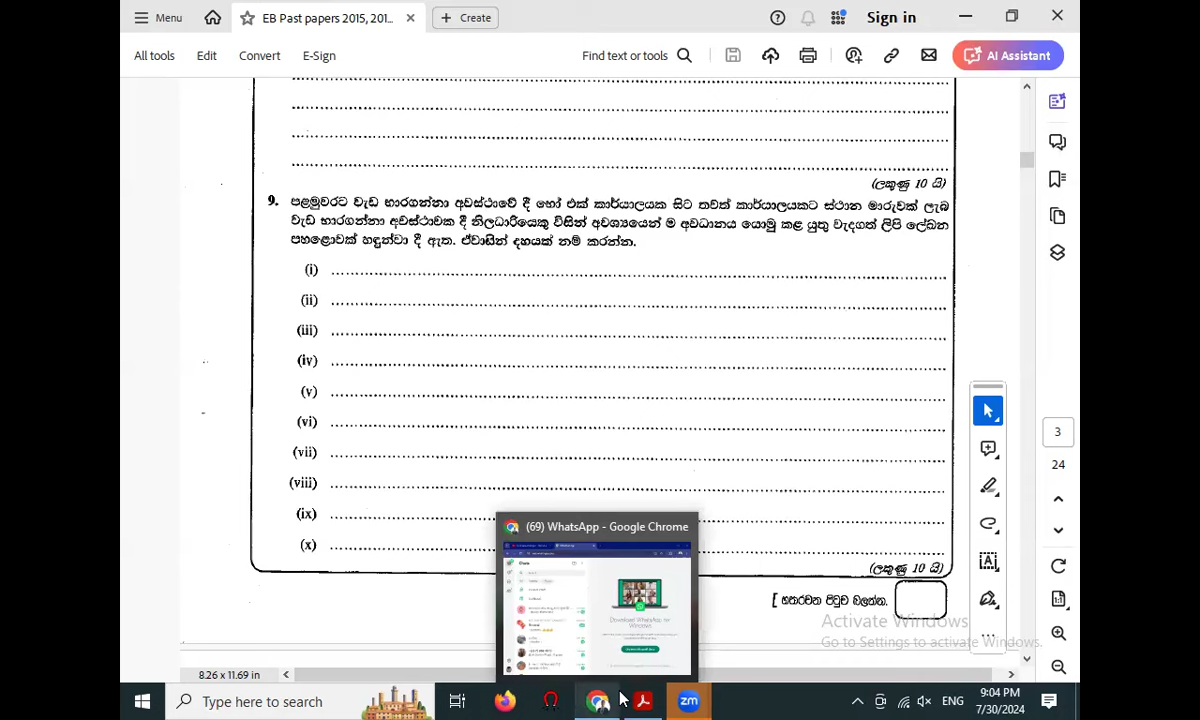 Menu
EB Past papers 2015, 201...
Create
Sign in
All tools
Edit
Convert
E-Sign
Find text or tools
AI Assistant
(ලකුණු 10 යි)
9. පළමුවරට වැඩ භාරගන්නා අවස්ථාවේ දී හෝ එක් කාර්යාලයක සිට තවත් කාර්යාලයකට ස්ථාන මාරුවක් ලැබ
වැඩ භාරගන්නා අවස්ථාවක දී නිලධාරියෙකු විසින් අවශ්‍යයෙන් ම අවධානය යොමු කළ යුතු වැදගත් ලිපි ලේඛන
පහළොවක් හඳුන්වා දී ඇත. ඒවායින් දහයක් නම් කරන්න.
(i)
(ii)
(iii)
(iv)
(v)
(vi)
(vii)
(viii)
(ix)
(x)
(ලකුණු 10 යි)
[ හතරවන පිටුව බලන්න.
3
24
(69) WhatsApp - Google Chrome
Activate Windows
Go to Settings to activate Windows.
8.26 x 11.69 in
Type here to search
zm
ENG
9:04 PM
7/30/2024